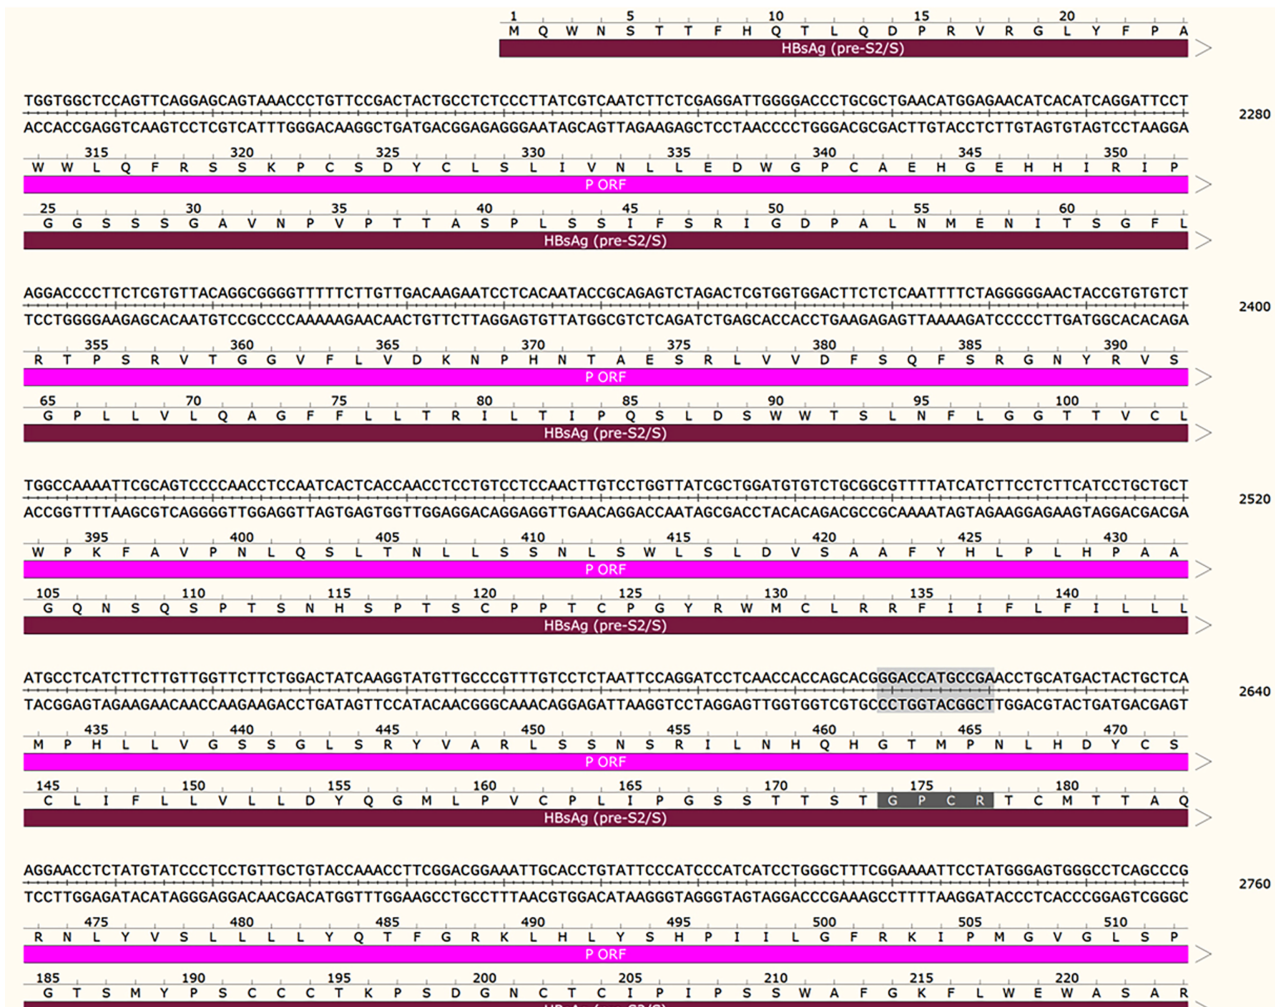 1 5 10 15 20
M Q W N S T T F H Q T L Q D P R V R G L Y F P A
HBsAg (pre-S2/S)
TGGTGGCTCCAGTTCAGGAGCAGTAAACCCTGTTCCGACTACTGCCTCTCCCTTATCGTCAATCTTCTCGAGGATTGGGGACCCTGCGCTGAACATGGAGAACATCACATCAGGATTCCT
2280
ACCACCGAGGTCAAGTCCTCGTCATTTGGGACAAGGCTGATGACGGAGAGGGAATAGCAGTTAGAAGAGCTCCTAACCCCTGGGACGCGACTTGTACCTCTTGTAGTGTAGTCCTAAGGA
315 320 325 330 335 340 345 350
W W L Q F R S S K P C S D Y C L S L I V N L L E D W G P C A E H G E H H I R I P
P ORF
25 30 35 40 45 50 55 60
G G S S S G A V N P V P T T A S P L S S I F S R I G D P A L N M E N I T S G F L
HBsAg (pre-S2/S)
AGGACCCCTTCTCGTGTTACAGGCGGGGTTTTTCTTGTTGACAAGAATCCTCACAATACCGCAGAGTCTAGACTCGTGGTGGACTTCTCTCAATTTTCTAGGGGGAACTACCGTGTGTCT
2400
TCCTGGGGAAGAGCACAATGTCCGCCCCAAAAAGAACAACTGTTCTTAGGAGTGTTATGGCGTCTCAGATCTGAGCACCACCTGAAGAGAGTTAAAAGATCCCCCTTGATGGCACACAGA
355 360 365 370 375 380 385 390
R T P S R V T G G V F L V D K N P H N T A E S R L V V D F S Q F S R G N Y R V S
P ORF
65 70 75 80 85 90 95 100
G P L L V L Q A G F F L L T R I L T I P Q S L D S W W T S L N F L G G T T V C L
HBsAg (pre-S2/S)
TGGCCAAAATTCGCAGTCCCCAACCTCCAATCACTCACCAACCTCCTGTCCTCCAACTTGTCCTGGTTATCGCTGGATGTGTCTGCGGCGTTTTATCATCTTCCTCTTCATCCTGCTGCT
2520
ACCGGTTTTAAGCGTCAGGGGTTGGAGGTTAGTGAGTGGTTGGAGGACAGGAGGTTGAACAGGACCAATAGCGACCTACACAGACGCCGCAAAATAGTAGAAGGAGAAGTAGGACGACGA
395 400 405 410 415 420 425 430
W P K F A V P N L Q S L T N L L S S N L S W L S L D V S A A F Y H L P L H P A A
P ORF
105 110 115 120 125 130 135 140
G Q N S Q S P T S N H S P T S C P P T C P G Y R W M C L R R F I I F L F I L L L
HBsAg (pre-S2/S)
ATGCCTCATCTTCTTGTTGGTTCTTCTGGACTATCAAGGTATGTTGCCCGTTTGTCCTCTAATTCCAGGATCCTCAACCACCAGCACGGGACCATGCCGAACCTGCATGACTACTGCTCA
2640
TACGGAGTAGAAGAACAACCAAGAAGACCTGATAGTTCCATACAACGGGCAAACAGGAGATTAAGGTCCTAGGAGTTGGTGGTCGTGCCCTGGTACGGCTTGGACGTACTGATGACGAGT
435 440 445 450 455 460 465 470
M P H L L V G S S G L S R Y V A R L S S N S R I L N H Q H G T M P N L H D Y C S
P ORF
145 150 155 160 165 170 175 180
C L I F L L V L L D Y Q G M L P V C P L I P G S S T T S T G P C R T C M T T A Q
HBsAg (pre-S2/S)
AGGAACCTCTATGTATCCCTCCTGTTGCTGTACCAAACCTTCGGACGGAAATTGCACCTGTATTCCCATCCCATCATCCTGGGCTTTCGGAAAATTCCTATGGGAGTGGGCCTCAGCCCG
2760
TCCTTGGAGATACATAGGGAGGACAACGACATGGTTTGGAAGCCTGCCTTTAACGTGGACATAAGGGTAGGGTAGTAGGACCCGAAAGCCTTTTAAGGATACCCTCACCCGGAGTCGGGC
475 480 485 490 495 500 505 510
R N L Y V S L L L L Y Q T F G R K L H L Y S H P I I L G F R K I P M G V G L S P
P ORF
185 190 195 200 205 210 215 220
G T S M Y P S C C C T K P S D G N C T C I P I P S S W A F G K F L W E W A S A R
HBsAg (pre-S2/S)